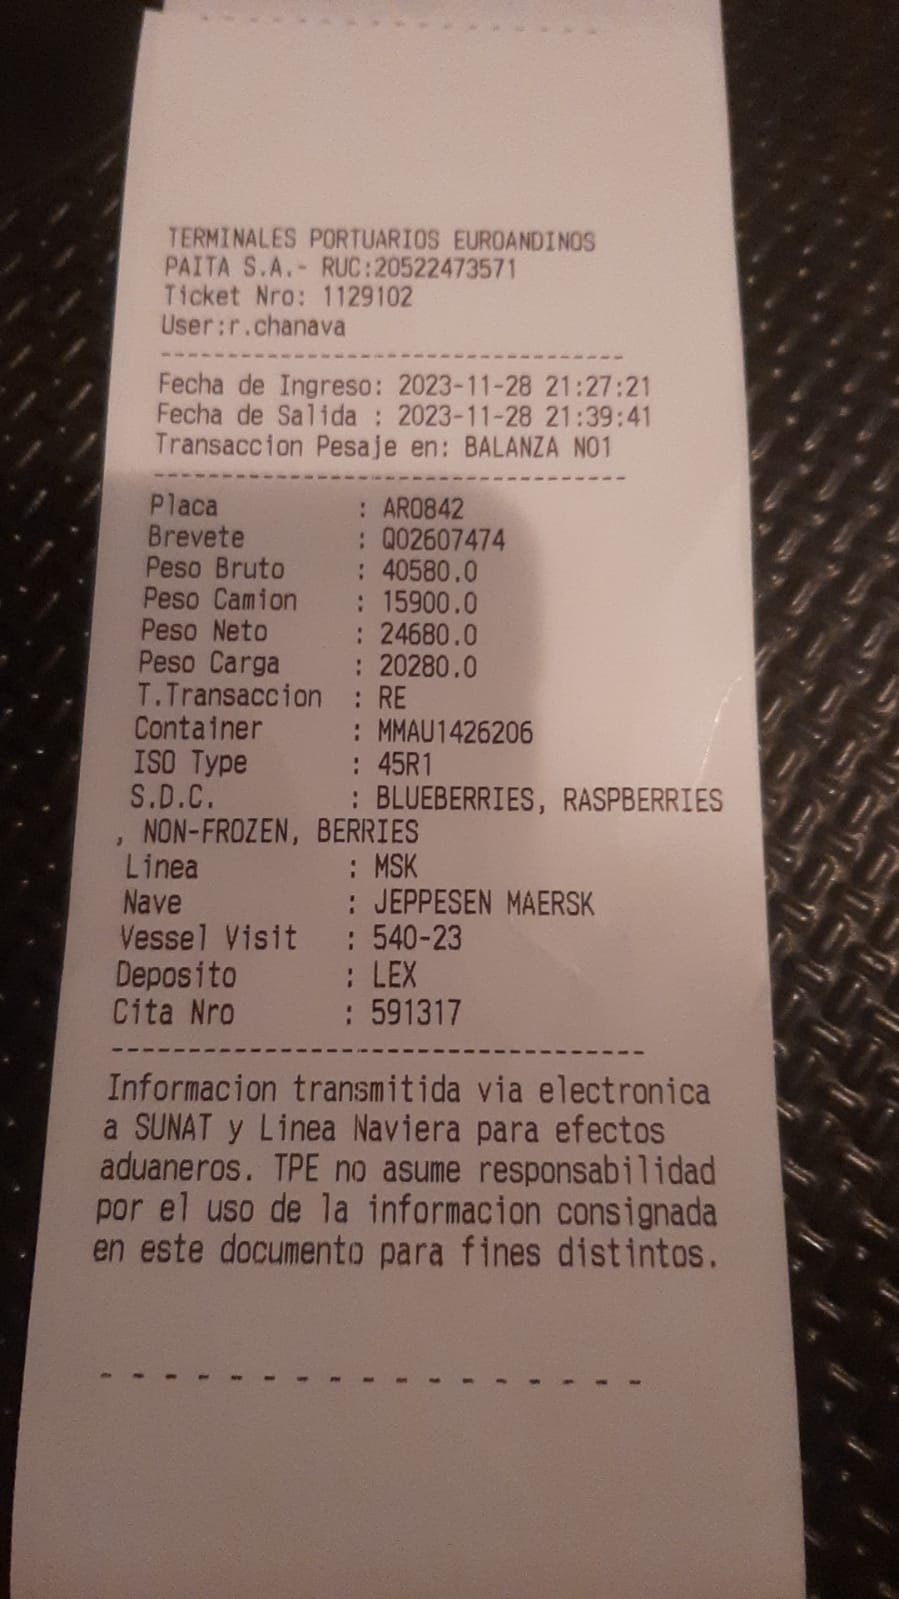 TERMINALES PORTUARIOS EUROANDINOS
PAITA S.A.- RUC:20522473571
Ticket Nro: 1129102
User:r.chanava
------------------------------------
Fecha de Ingreso: 2023-11-28 21:27:21
Fecha de Salida : 2023-11-28 21:39:41
Transaccion Pesaje en: BALANZA NO1
------------------------------------
Placa : ARO842
Brevete : Q02607474
Peso Bruto : 40580.0
Peso Camion : 15900.0
Peso Neto : 24680.0
Peso Carga : 20280.0
T.Transaccion : RE
Container : MMAU1426206
ISO Type : 45R1
S.D.C. : BLUEBERRIES, RASPBERRIES
, NON-FROZEN, BERRIES
Linea : MSK
Nave : JEPPESEN MAERSK
Vessel Visit : 540-23
Deposito : LEX
Cita Nro : 591317
------------------------------------
Informacion transmitida via electronica
a SUNAT y Linea Naviera para efectos
aduaneros. TPE no asume responsabilidad
por el uso de la informacion consignada
en este documento para fines distintos.
- - - - - - - - - - - - - - - - -